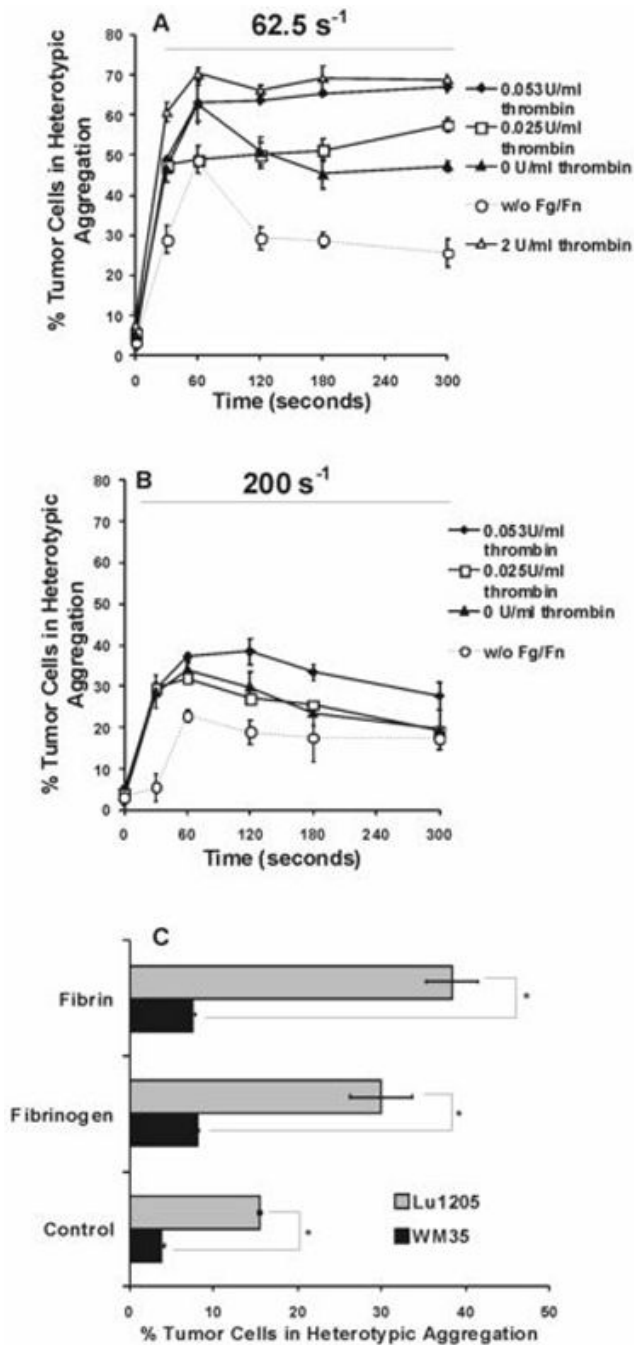 A
62.5 s⁻¹
% Tumor Cells in Heterotypic
Aggregation
80
70
60
50
40
30
20
10
0
0 60 120 180 240 300
Time (seconds)
0.053U/ml
thrombin
0.025U/ml
thrombin
0 U/ml thrombin
w/o Fg/Fn
2 U/ml thrombin
B
200 s⁻¹
% Tumor Cells in Heterotypic
Aggregation
80
70
60
50
40
30
20
10
0
0 60 120 180 240 300
Time (seconds)
0.053U/ml
thrombin
0.025U/ml
thrombin
0 U/ml thrombin
w/o Fg/Fn
C
Fibrin
*
Fibrinogen
*
Control
*
Lu1205
WM35
0 10 20 30 40 50
% Tumor Cells in Heterotypic Aggregation